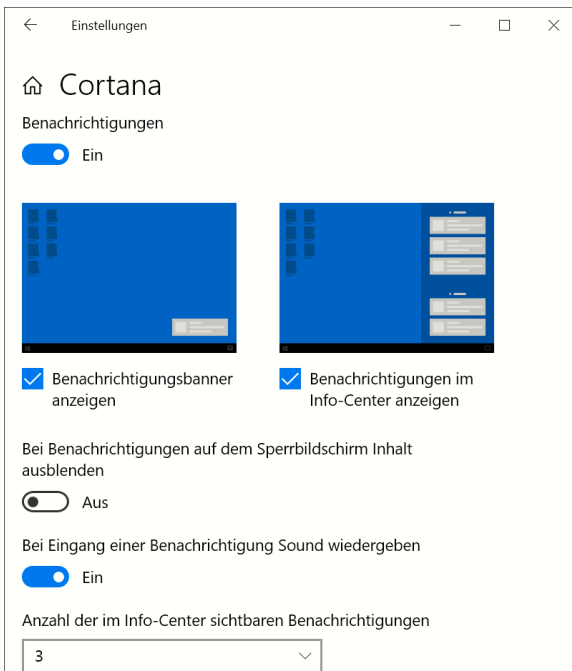 Einstellungen
Cortana
Benachrichtigungen
Ein
Benachrichtigungsbanner
anzeigen
Benachrichtigungen im
Info-Center anzeigen
Bei Benachrichtigungen auf dem Sperrbildschirm Inhalt
ausblenden
Aus
Bei Eingang einer Benachrichtigung Sound wiedergeben
Ein
Anzahl der im Info-Center sichtbaren Benachrichtigungen
3